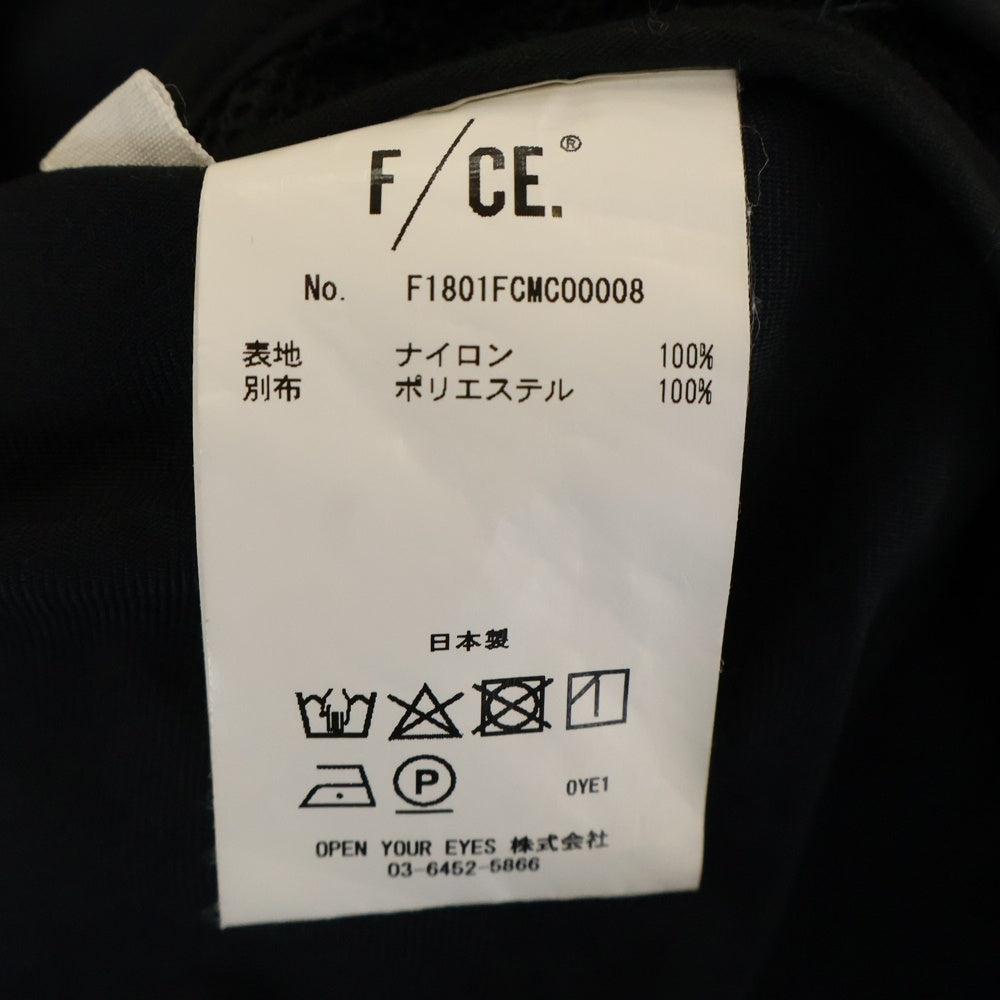 F/CE.®
No. F1801FCMCO0008
表地 ナイロン 100%
別布 ポリエステル 100%
日本製
P
OYE1
OPEN YOUR EYES 株式会社
03-6452-5866